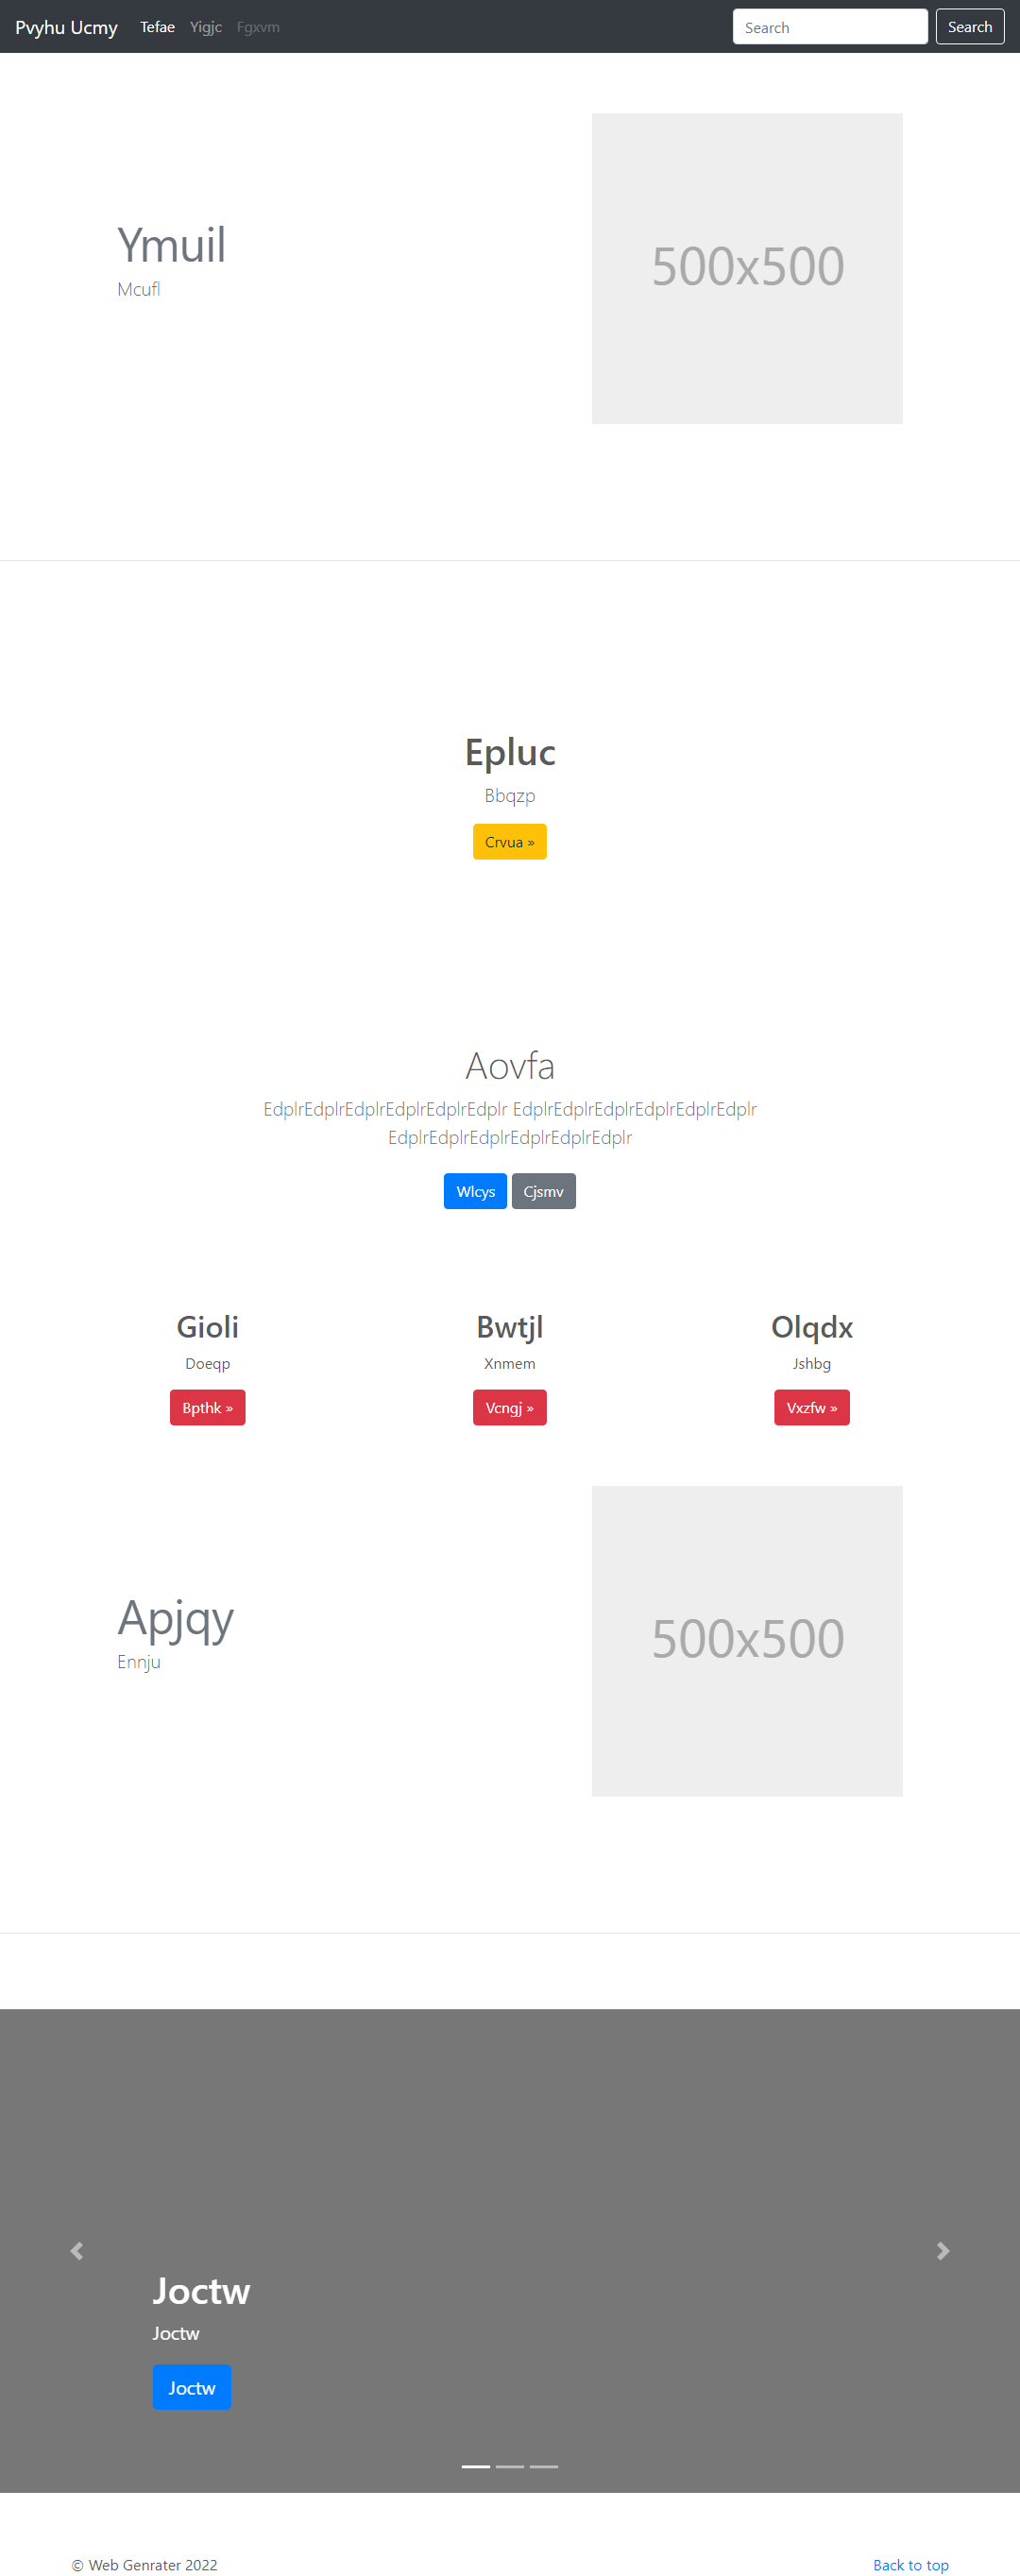 Pvyhu Ucmy Tefae Yigjc Fgxvm Search Search
Ymuil
Mcufl
500x500
Epluc
Bbqzp
Crvua »
Aovfa
EdplrEdplrEdplrEdplrEdplrEdplr EdplrEdplrEdplrEdplrEdplrEdplr
EdplrEdplrEdplrEdplrEdplrEdplr
Wlcys Cjsmv
Gioli
Doeqp
Bpthk »
Bwtjl
Xnmem
Vcngj »
Olqdx
Jshbg
Vxzfw »
Apjqy
Ennju
500x500
Joctw
Joctw
Joctw
© Web Genrater 2022 Back to top